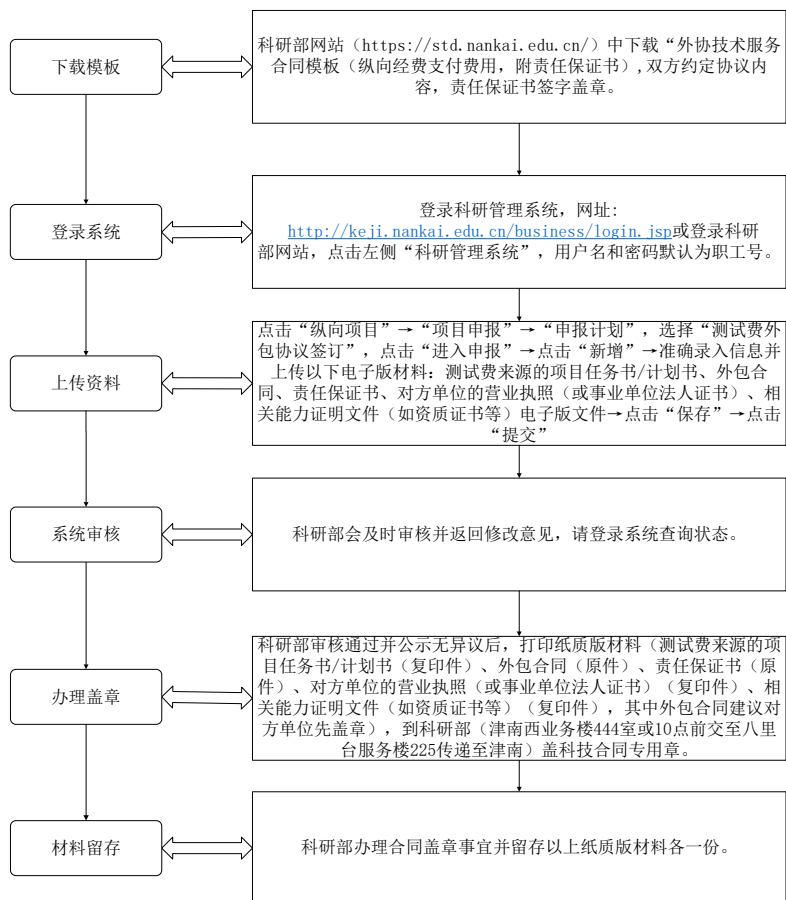 下载模板
科研部网站（https://std.nankai.edu.cn/）中下载“外协技术服务
合同模板（纵向经费支付费用，附责任保证书）,双方约定协议内
容，责任保证书签字盖章。
登录系统
登录科研管理系统，网址:
http://keji.nankai.edu.cn/business/login.jsp或登录科研
部网站，点击左侧“科研管理系统”，用户名和密码默认为职工号。
上传资料
点击“纵向项目”→“项目申报”→“申报计划”，选择“测试费外
包协议签订”，点击“进入申报”→点击“新增”→准确录入信息并
上传以下电子版材料：测试费来源的项目任务书/计划书、外包合
同、责任保证书、对方单位的营业执照（或事业单位法人证书）、相
关能力证明文件（如资质证书等）电子版文件→点击“保存”→点击
“提交”
系统审核
科研部会及时审核并返回修改意见，请登录系统查询状态。
办理盖章
科研部审核通过并公示无异议后，打印纸质版材料（测试费来源的项
目任务书/计划书（复印件）、外包合同（原件）、责任保证书（原
件）、对方单位的营业执照（或事业单位法人证书）（复印件）、相
关能力证明文件（如资质证书等）（复印件），其中外包合同建议对
方单位先盖章），到科研部（津南西业务楼444室或10点前交至八里
台服务楼225传递至津南）盖科技合同专用章。
材料留存
科研部办理合同盖章事宜并留存以上纸质版材料各一份。